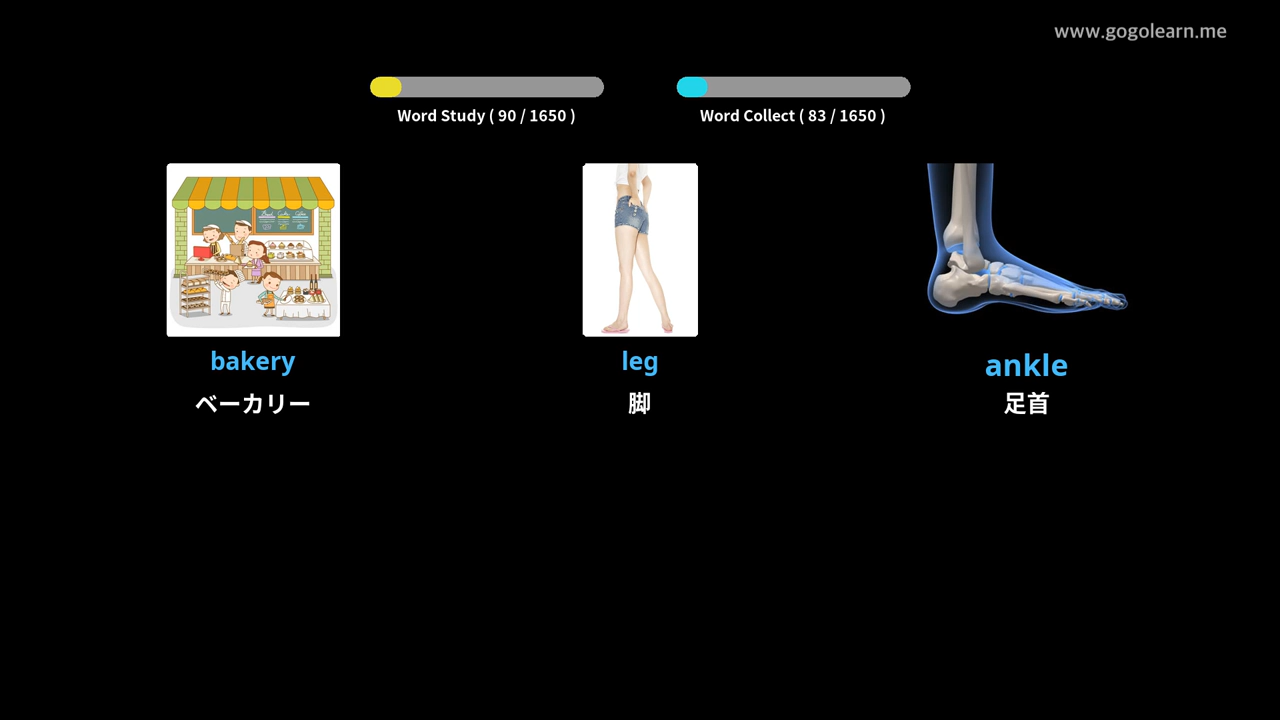 www.gogolearn.me
Word Study ( 90 / 1650 )
Word Collect ( 83 / 1650 )
bakery
leg
ankle
ベーカリー
脚
足首